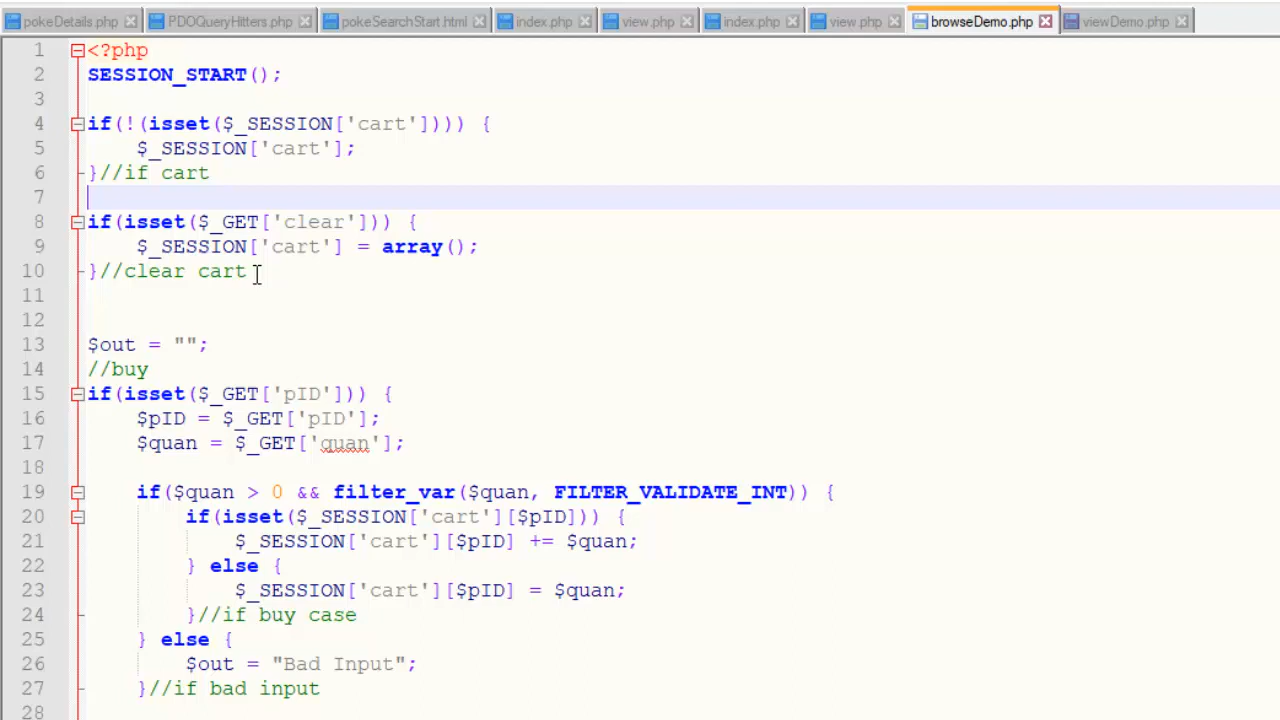 pokeDetails.php PDOQueryHitters.php pokeSearchStart.html index.php view.php index.php view.php browseDemo.php viewDemo.php
1 <?php
2 SESSION_START();
3
4 if(!(isset($_SESSION['cart']))) {
5 $_SESSION['cart'];
6 }//if cart
7
8 if(isset($_GET['clear'])) {
9 $_SESSION['cart'] = array();
10 }//clear cart
11
12
13 $out = "";
14 //buy
15 if(isset($_GET['pID'])) {
16 $pID = $_GET['pID'];
17 $quan = $_GET['quan'];
18
19 if($quan > 0 && filter_var($quan, FILTER_VALIDATE_INT)) {
20 if(isset($_SESSION['cart'][$pID])) {
21 $_SESSION['cart'][$pID] += $quan;
22 } else {
23 $_SESSION['cart'][$pID] = $quan;
24 }//if buy case
25 } else {
26 $out = "Bad Input";
27 }//if bad input
28